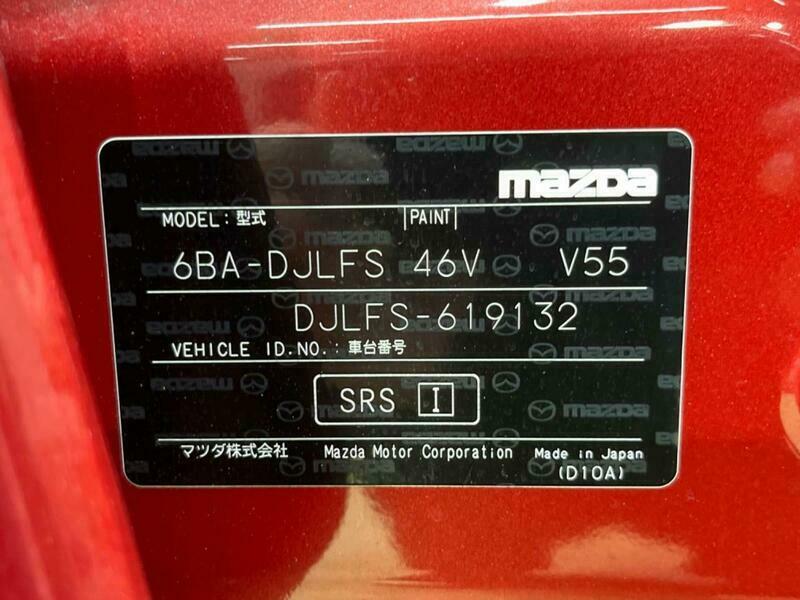 mazda
MODEL: 型式 |PAINT|
6BA-DJLFS 46V V55
DJLFS-619132
VEHICLE ID.NO.: 車台番号
SRS I
マツダ株式会社 Mazda Motor Corporation Made in Japan
(D10A)